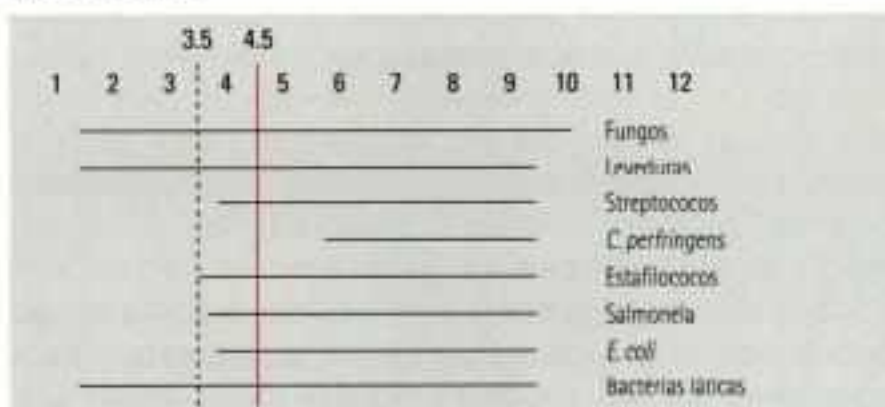 3.5 4.5
1 2 3 4 5 6 7 8 9 10 11 12
Fungos
Leveduras
Streptococos
C. perfringens
Estafilococos
Salmonela
E. coli
Bactérias láticas